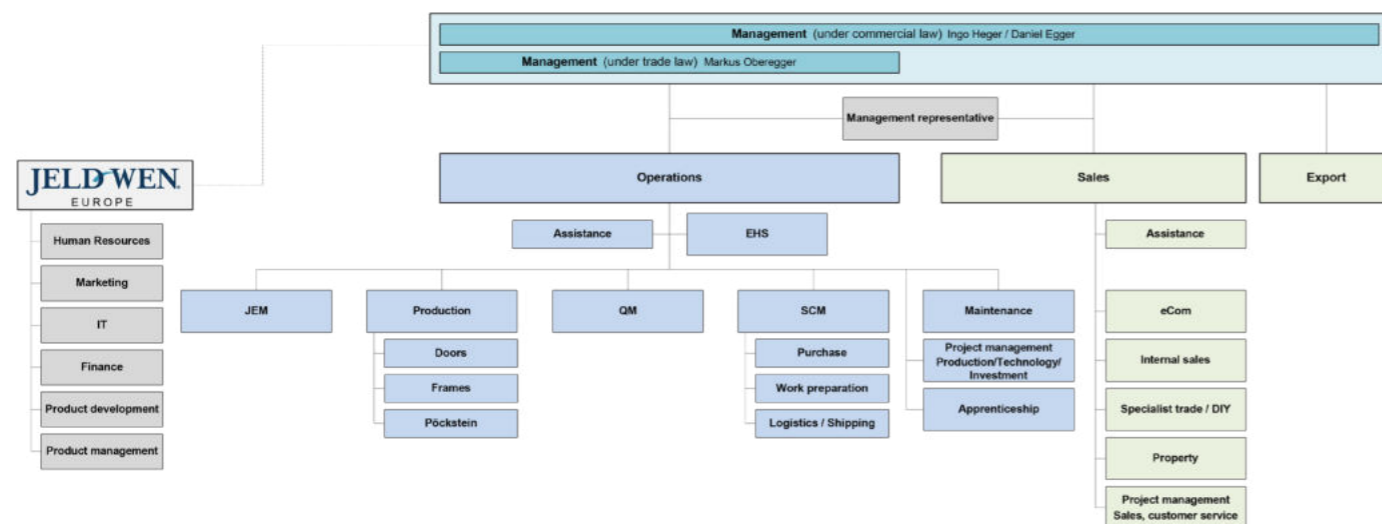 Management (under commercial law) Ingo Heger / Daniel Egger
Management (under trade law) Markus Oberegger
Management representative
JELD-WEN.
EUROPE
Operations
Sales
Export
Human Resources
Marketing
IT
Finance
Product development
Product management
Assistance
EHS
JEM
Production
Doors
Frames
Pöckstein
QM
SCM
Purchase
Work preparation
Logistics / Shipping
Maintenance
Project management
Production/Technology/
Investment
Apprenticeship
Assistance
eCom
Internal sales
Specialist trade / DIY
Property
Project management
Sales, customer service